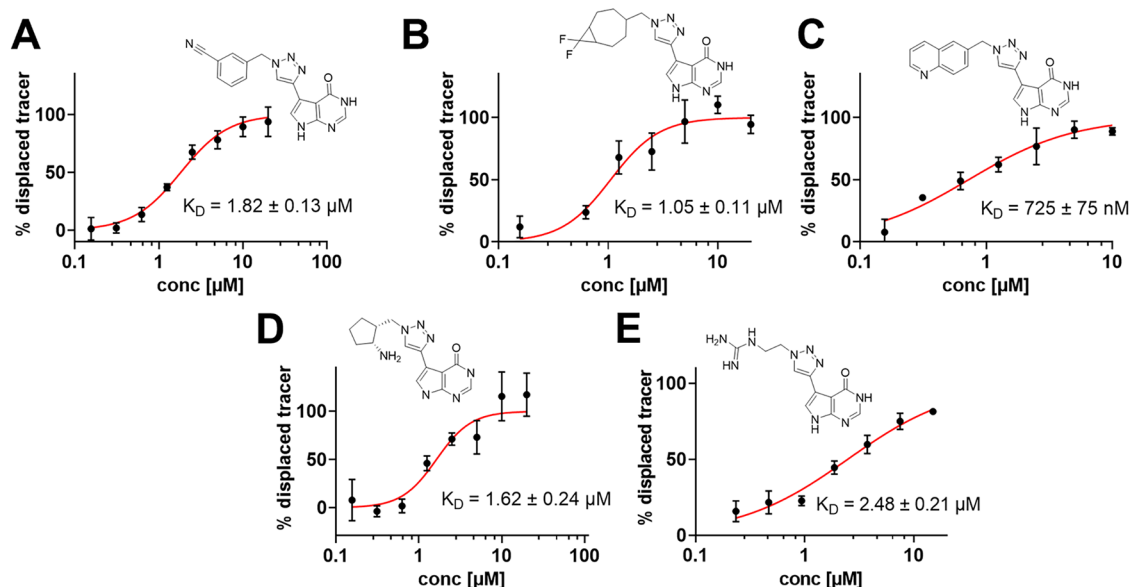 A
N
N
N
N
O
NH
N
H
N
% displaced tracer
100
50
0
K_D = 1.82 ± 0.13 µM
0.1
1
10
100
conc [µM]
B
F
F
N
N
N
O
NH
N
H
N
% displaced tracer
100
50
0
K_D = 1.05 ± 0.11 µM
0.1
1
10
conc [µM]
C
N
N
N
N
O
NH
N
H
N
% displaced tracer
100
50
0
K_D = 725 ± 75 nM
0.1
1
10
conc [µM]
D
NH₂
N
N
N
O
N
N
N
% displaced tracer
100
50
0
K_D = 1.62 ± 0.24 µM
0.1
1
10
100
conc [µM]
E
H₂N
H
N
NH
N
N
N
O
NH
N
H
N
% displaced tracer
100
50
0
K_D = 2.48 ± 0.21 µM
0.1
1
10
conc [µM]